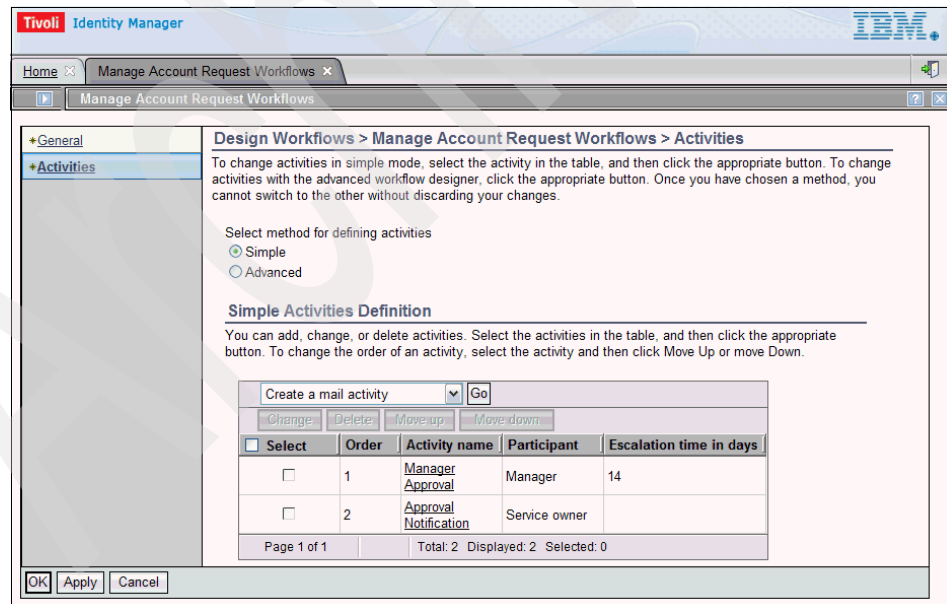 Tivoli Identity Manager
IBM.
Home Manage Account Request Workflows
Manage Account Request Workflows
General
Activities
Design Workflows > Manage Account Request Workflows > Activities
To change activities in simple mode, select the activity in the table, and then click the appropriate button. To change
activities with the advanced workflow designer, click the appropriate button. Once you have chosen a method, you
cannot switch to the other without discarding your changes.
Select method for defining activities
Simple
Advanced
Simple Activities Definition
You can add, change, or delete activities. Select the activities in the table, and then click the appropriate
button. To change the order of an activity, select the activity and then click Move Up or move Down.
Create a mail activity Go
Change Delete Move up Move down
Select Order Activity name Participant Escalation time in days
1 Manager Approval Manager 14
2 Approval Notification Service owner
Page 1 of 1 Total: 2 Displayed: 2 Selected: 0
OK Apply Cancel